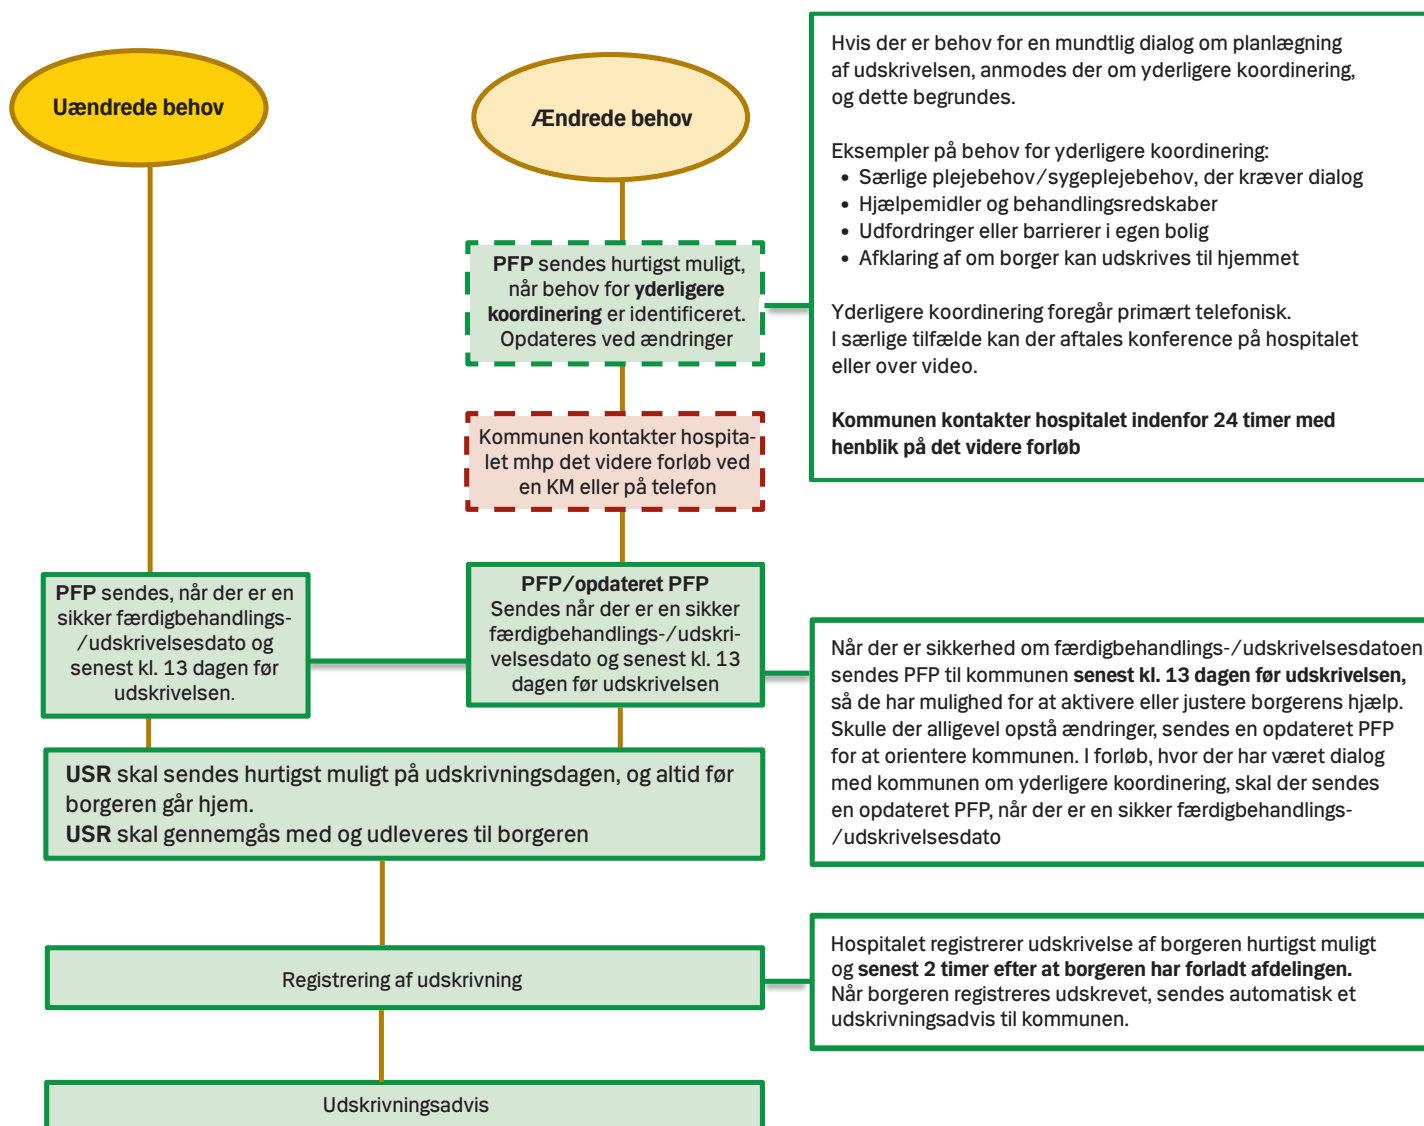 Uændrede behov
Ændrede behov
Hvis der er behov for en mundtlig dialog om planlægning
af udskrivelsen, anmodes der om yderligere koordinering,
og dette begrundes.
Eksempler på behov for yderligere koordinering:
• Særlige plejebehov/sygeplejebehov, der kræver dialog
• Hjælpemidler og behandlingsredskaber
• Udfordringer eller barrierer i egen bolig
• Afklaring af om borger kan udskrives til hjemmet
Yderligere koordinering foregår primært telefonisk.
I særlige tilfælde kan der aftales konference på hospitalet
eller over video.
Kommunen kontakter hospitalet indenfor 24 timer med
henblik på det videre forløb
PFP sendes hurtigst muligt,
når behov for yderligere
koordinering er identificeret.
Opdateres ved ændringer
Kommunen kontakter hospita-
let mhp det videre forløb ved
en KM eller på telefon
PFP sendes, når der er en
sikker færdigbehandlings-
/udskrivelsesdato og
senest kl. 13 dagen før
udskrivelsen.
PFP/opdateret PFP
Sendes når der er en sikker
færdigbehandlings-/udskri-
velsesdato og senest kl. 13
dagen før udskrivelsen
Når der er sikkerhed om færdigbehandlings-/udskrivelsesdatoen
sendes PFP til kommunen senest kl. 13 dagen før udskrivelsen,
så de har mulighed for at aktivere eller justere borgerens hjælp.
Skulle der alligevel opstå ændringer, sendes en opdateret PFP
for at orientere kommunen. I forløb, hvor der har været dialog
med kommunen om yderligere koordinering, skal der sendes
en opdateret PFP, når der er en sikker færdigbehandlings-
/udskrivelsesdato
USR skal sendes hurtigst muligt på udskrivningsdagen, og altid før
borgeren går hjem.
USR skal gennemgås med og udleveres til borgeren
Registrering af udskrivning
Hospitalet registrerer udskrivelse af borgeren hurtigst muligt
og senest 2 timer efter at borgeren har forladt afdelingen.
Når borgeren registreres udskrevet, sendes automatisk et
udskrivningsadvis til kommunen.
Udskrivningsadvis